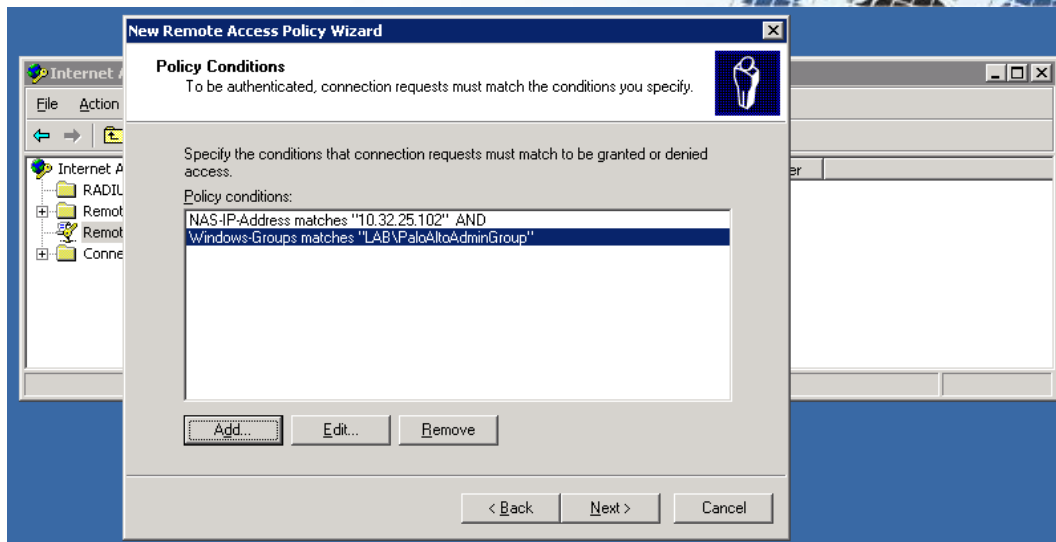 New Remote Access Policy Wizard
Policy Conditions
To be authenticated, connection requests must match the conditions you specify.
Internet
File Action
Internet A
RADIU
Remot
Remot
Conne
er
Specify the conditions that connection requests must match to be granted or denied
access.
Policy conditions:
NAS-IP-Address matches "10.32.25.102" AND
Windows-Groups matches "LAB\PaloAltoAdminGroup"
Add... Edit... Remove
< Back Next > Cancel